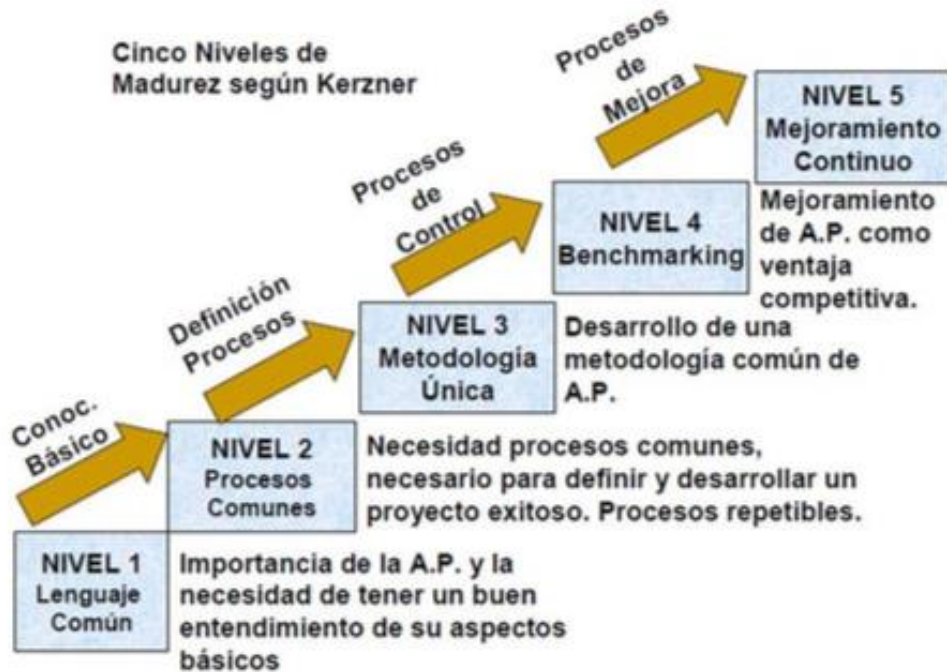 Cinco Niveles de
Madurez según Kerzner
Conoc.
Básico
NIVEL 1
Lenguaje
Común
Importancia de la A.P. y la
necesidad de tener un buen
entendimiento de su aspectos
básicos
Definición
Procesos
NIVEL 2
Procesos
Comunes
Necesidad procesos comunes,
necesario para definir y desarrollar un
proyecto exitoso. Procesos repetibles.
Procesos
de
Control
NIVEL 3
Metodología
Única
Desarrollo de una
metodología común de
A.P.
Procesos
de
Mejora
NIVEL 4
Benchmarking
NIVEL 5
Mejoramiento
Continuo
Mejoramiento
de A.P. como
ventaja
competitiva.